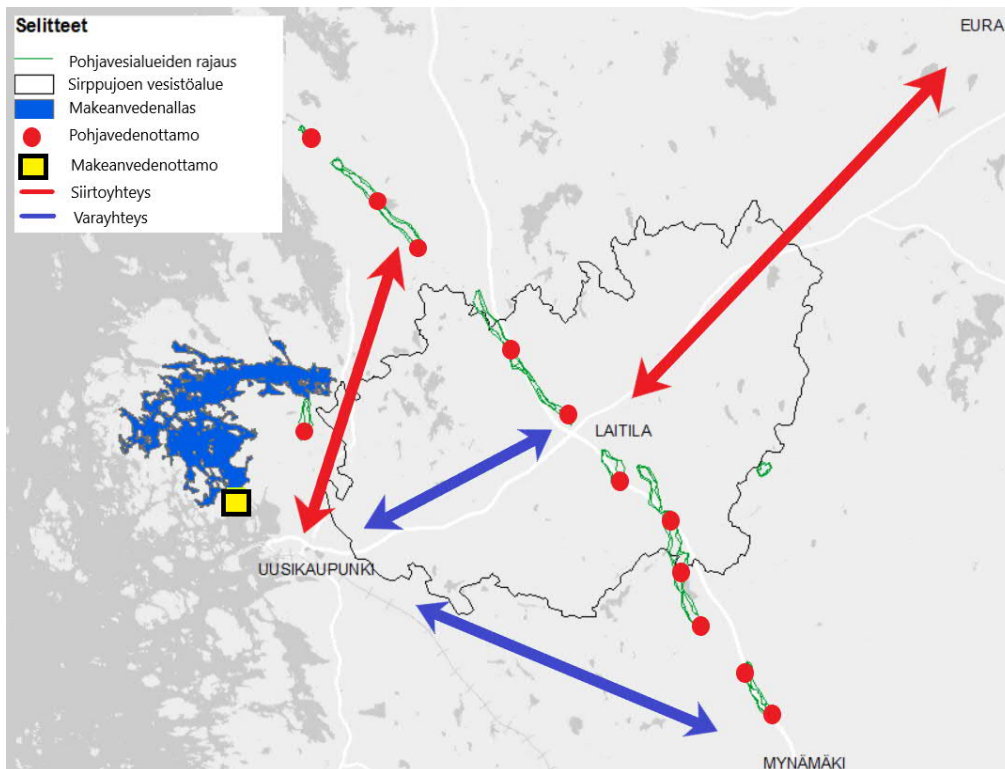 Selitteet
Pohjavesialueiden rajaus
Sirppujoen vesistöalue
Makeanvedenallas
Pohjavedenottamo
Makeanvedenottamo
Siirtoyhteys
Varayhteys
EURA
LAITILA
UUSIKAUPUNKI
MYNÄMÄKI